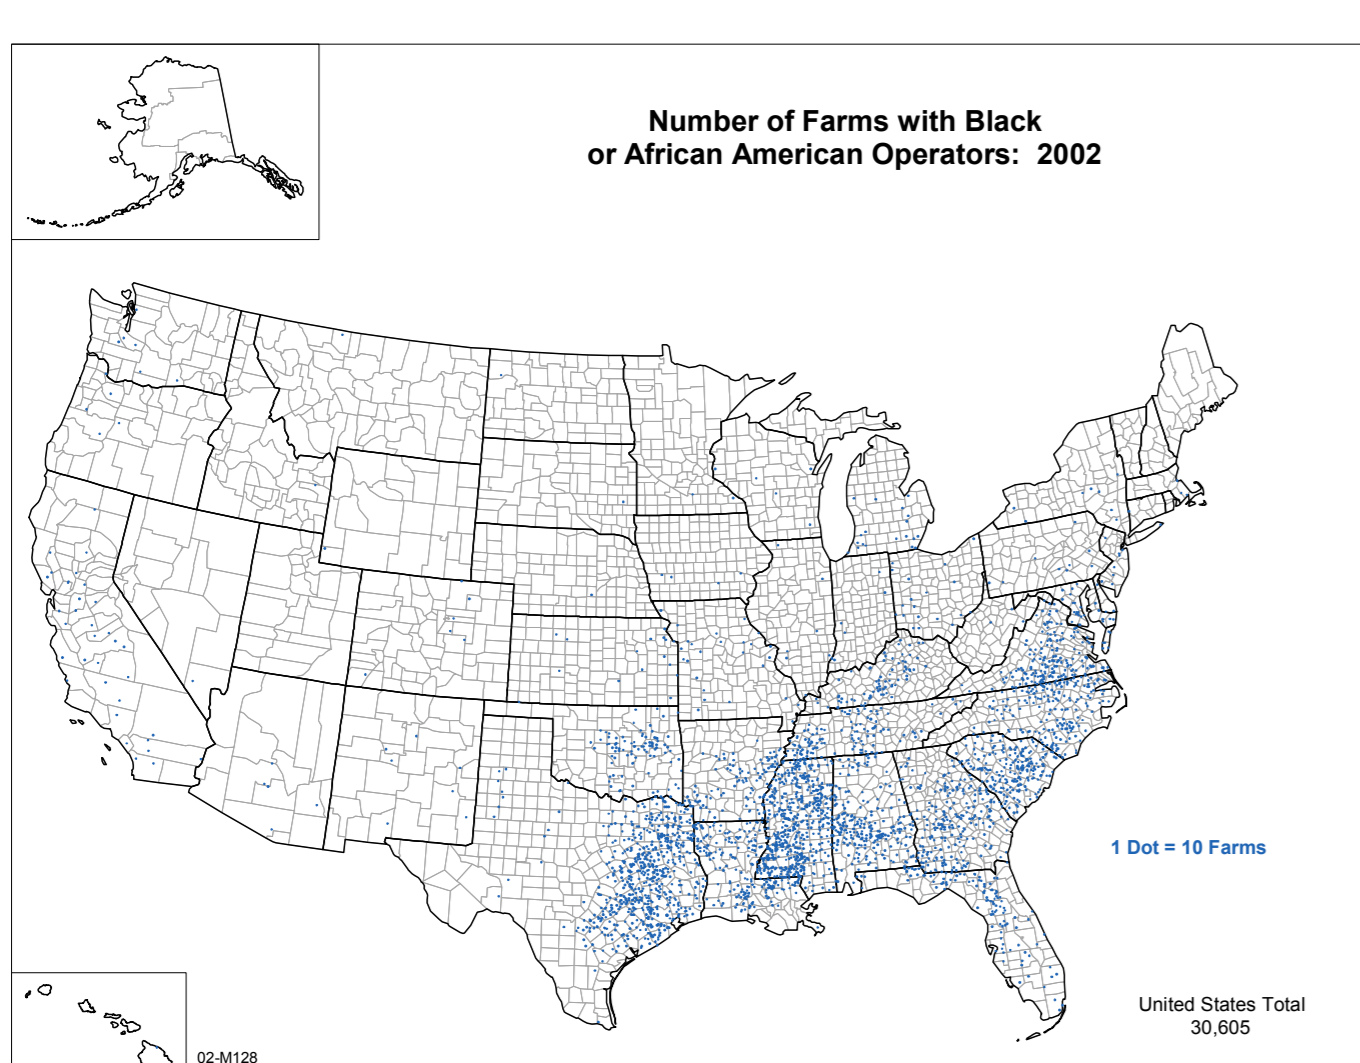 Number of Farms with Black
or African American Operators: 2002
1 Dot = 10 Farms
United States Total
30,605
02-M128